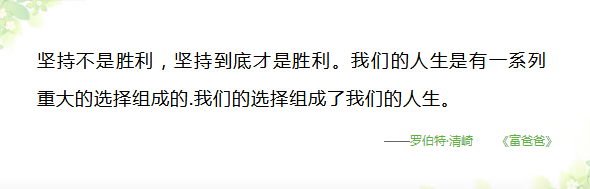 坚持不是胜利，坚持到底才是胜利。我们的人生是有一系列
重大的选择组成的.我们的选择组成了我们的人生。
——罗伯特·清崎　　《富爸爸》